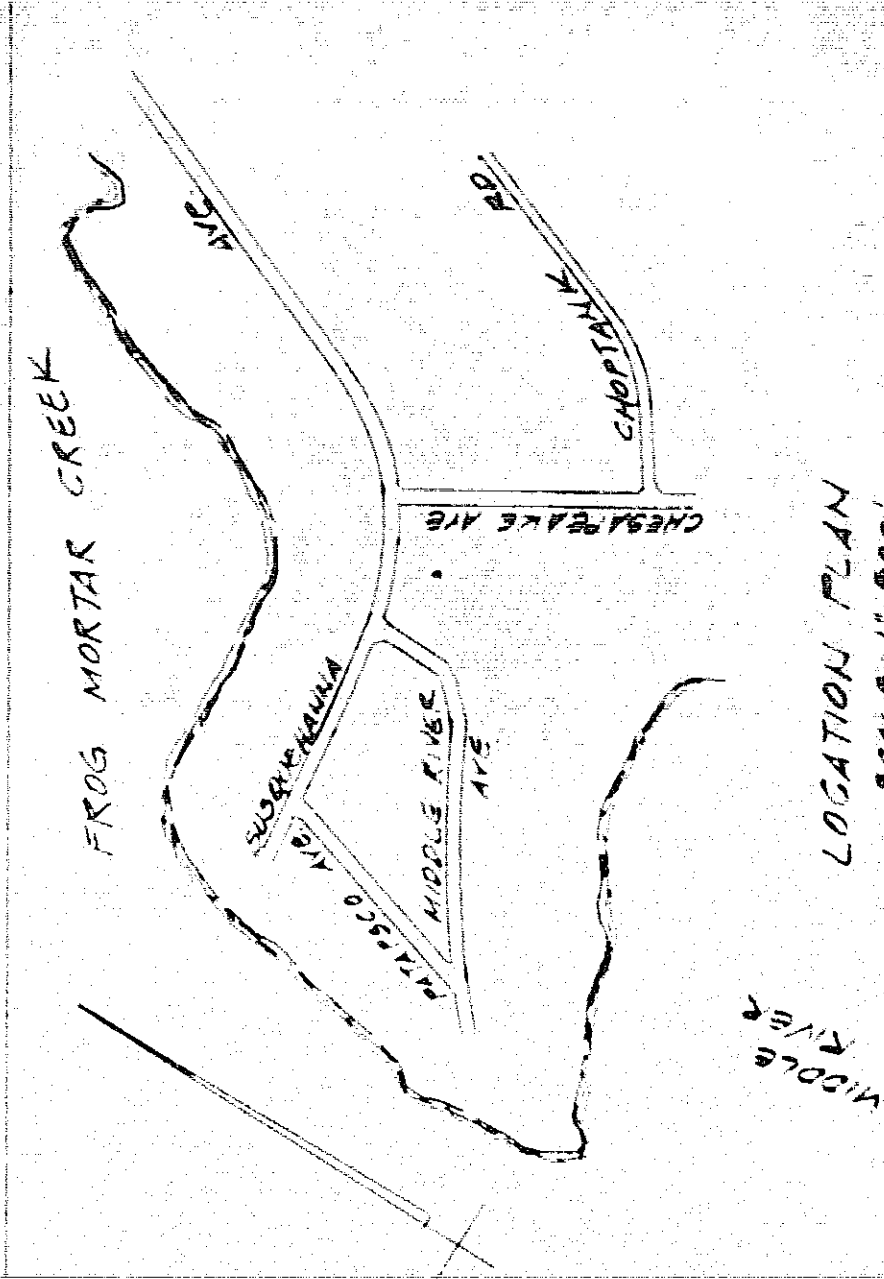 FROG MORTAR CREEK
SUSQUEHANNA AVE
PATAPSCO AVE.
MIDDLE RIVER
AVE
CHESAPEAKE AVE
CHOPTANK RD
MIDDLE
RIVER
LOCATION PLAN